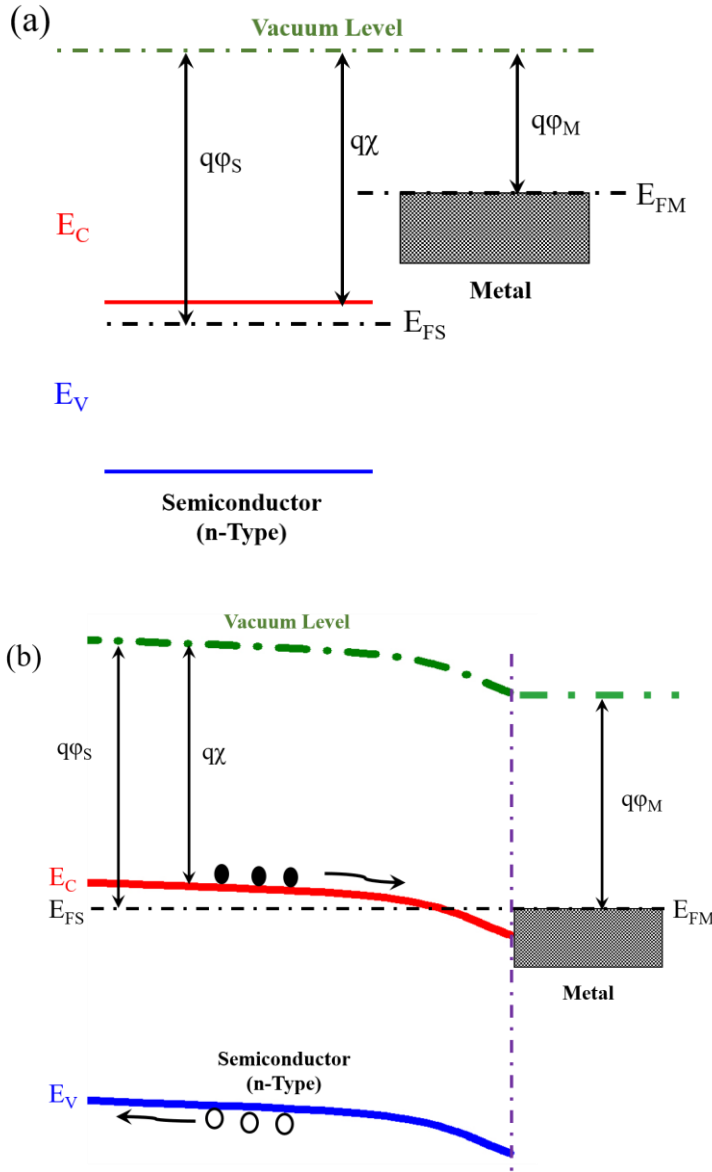 (a)
Vacuum Level
qφS
qχ
qφM
EC
EFM
Metal
EFS
EV
Semiconductor
(n-Type)
(b)
Vacuum Level
qφS
qχ
qφM
EC
EFS
EFM
Metal
Semiconductor
(n-Type)
EV